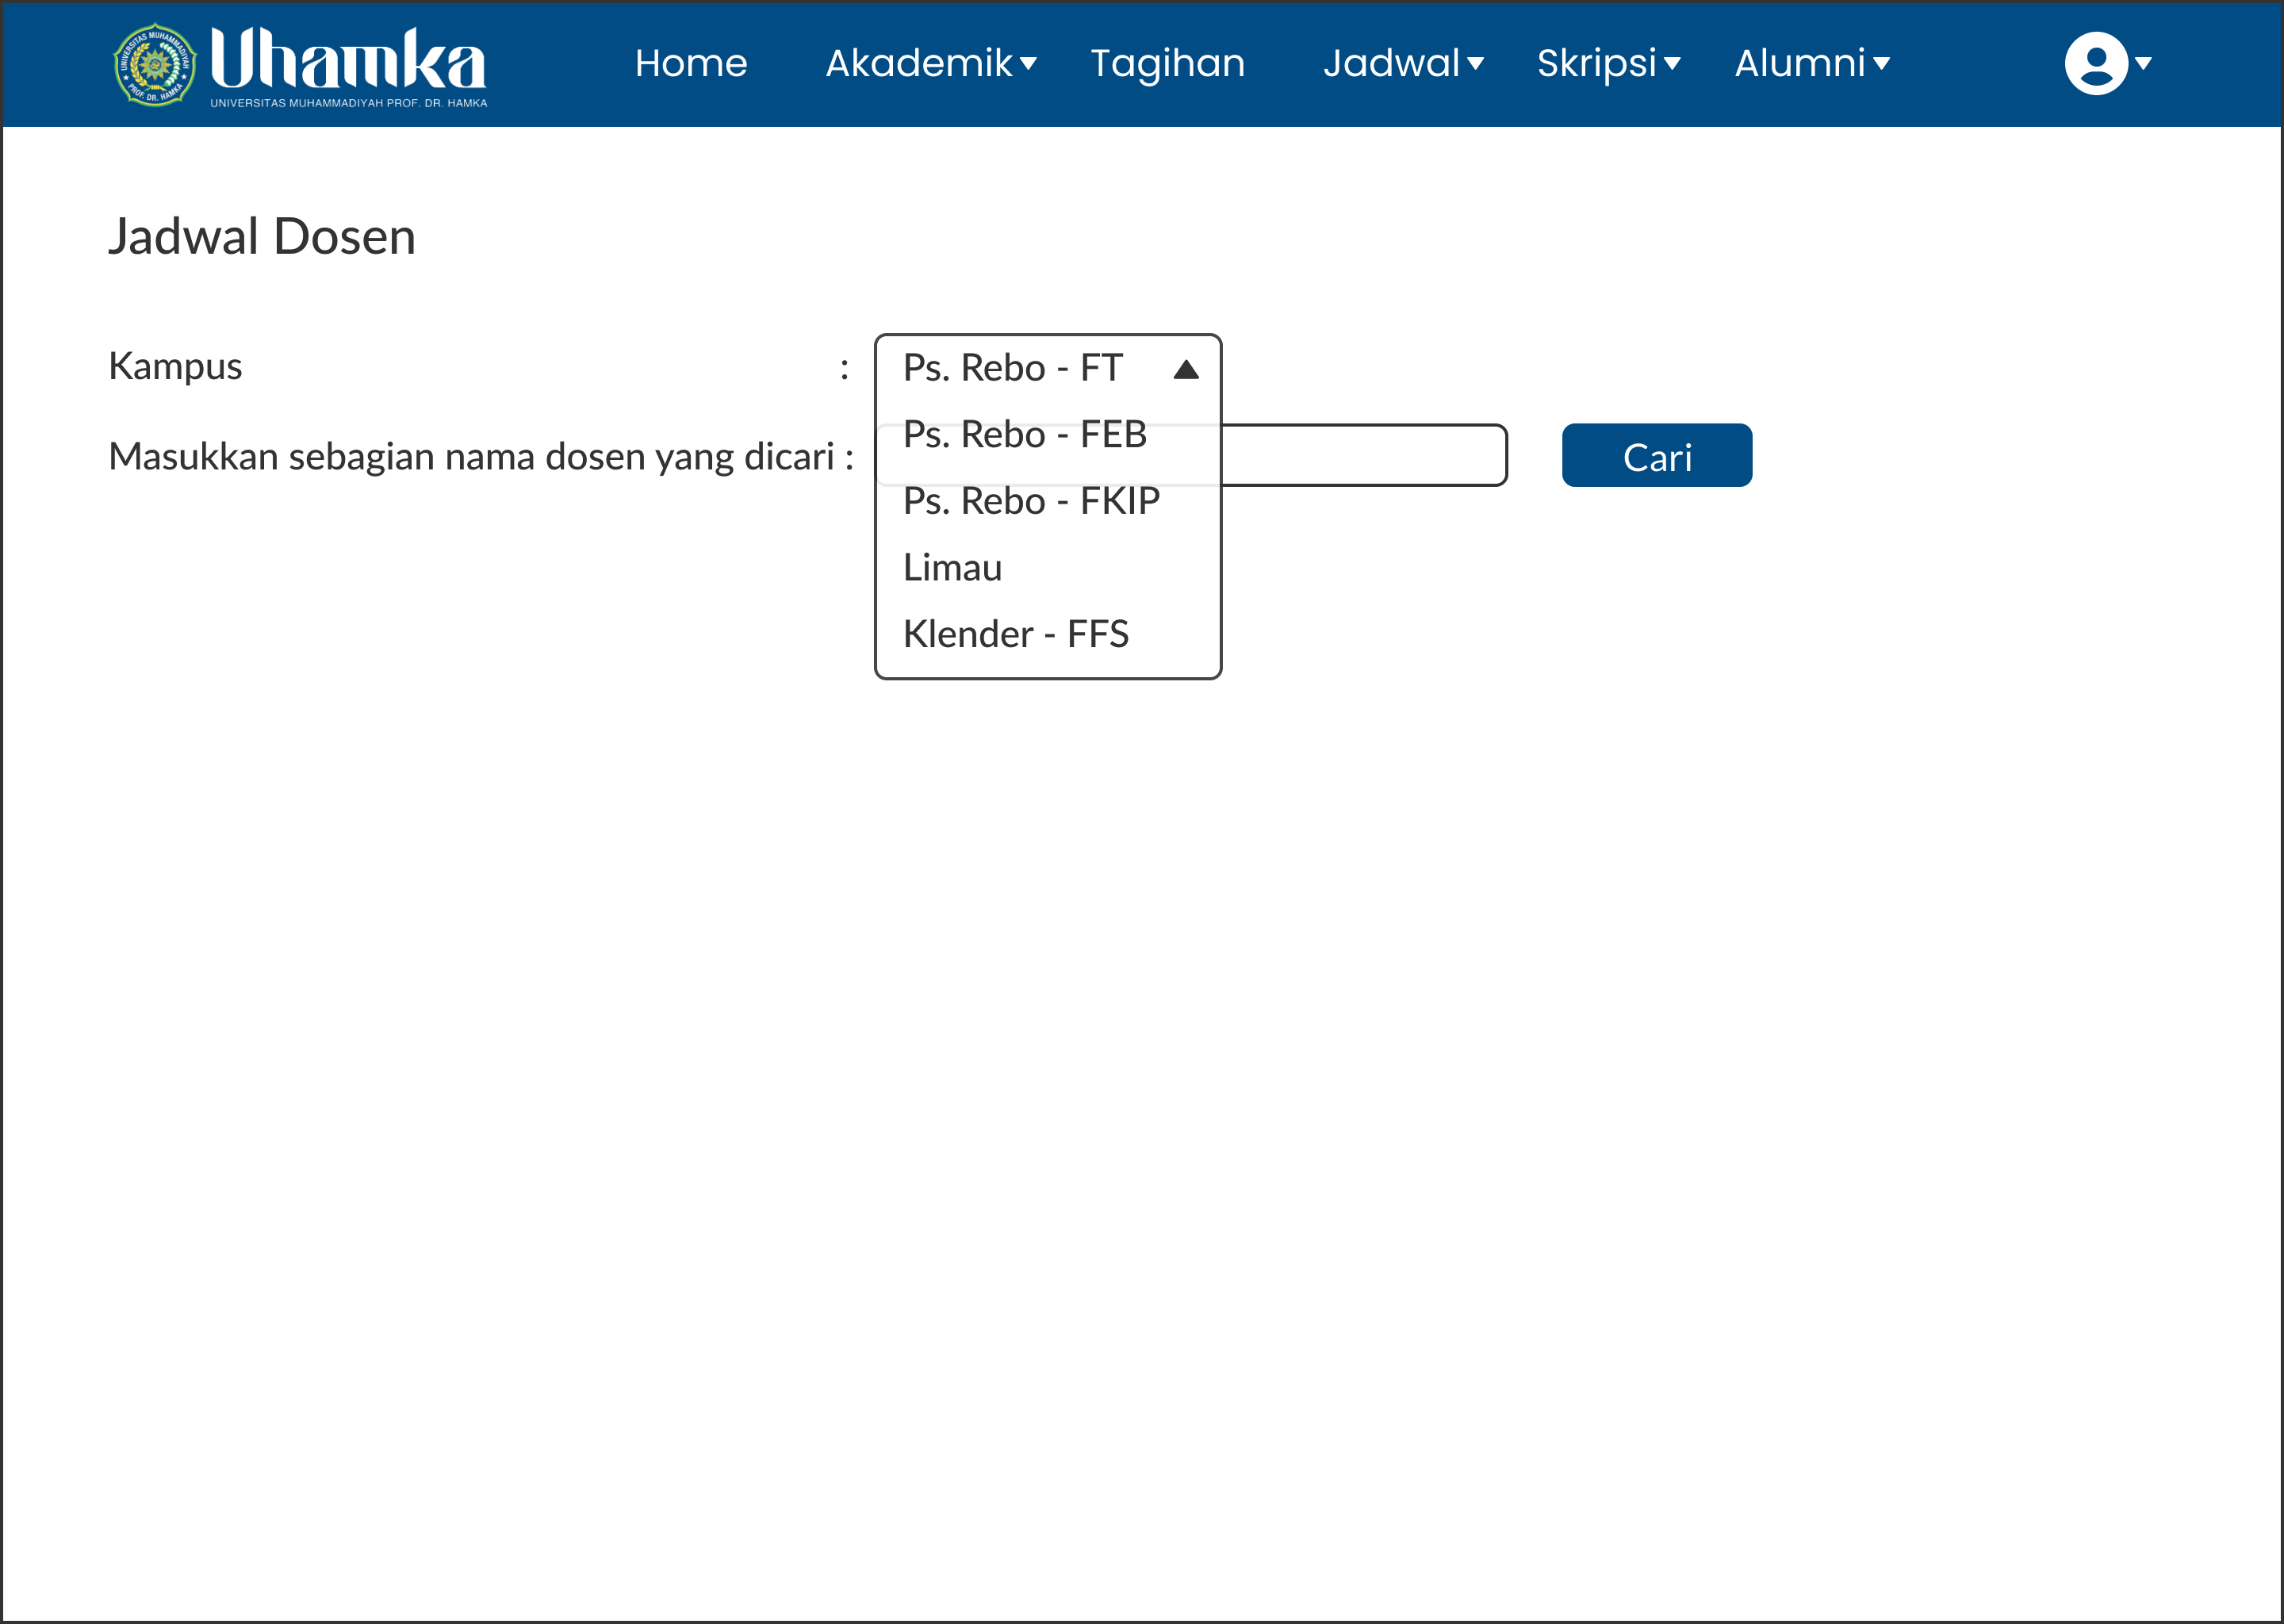 UNIVERSITAS MUHAMMADIYAH
PROF. DR. HAMKA
Uhamka
UNIVERSITAS MUHAMMADIYAH PROF. DR. HAMKA
Home Akademik Tagihan Jadwal Skripsi Alumni
Jadwal Dosen
Kampus : Ps. Rebo - FT
Ps. Rebo - FEB
Masukkan sebagian nama dosen yang dicari : Cari
Ps. Rebo - FKIP
Limau
Klender - FFS